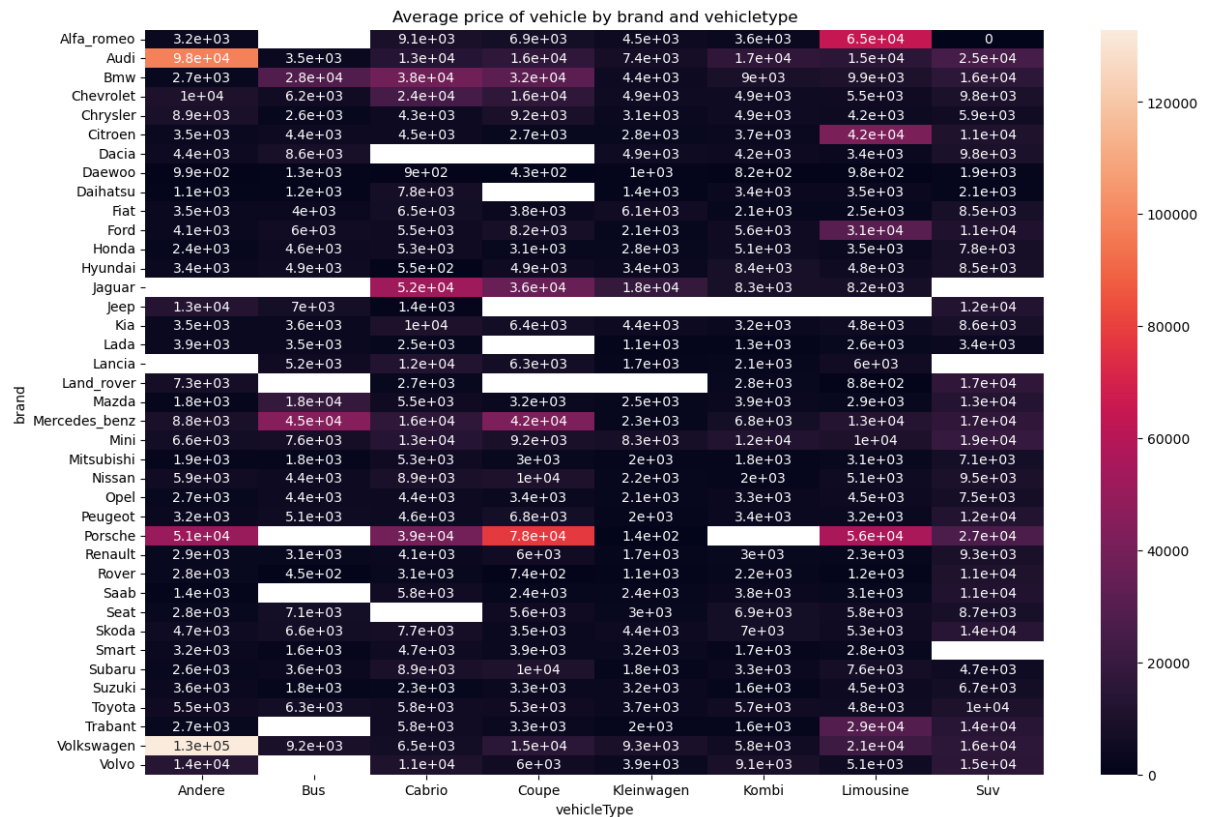 Average price of vehicle by brand and vehicletype
Alfa_romeo 3.2e+03 9.1e+03 6.9e+03 4.5e+03 3.6e+03 6.5e+04 0
Audi 9.8e+04 3.5e+03 1.3e+04 1.6e+04 7.4e+03 1.7e+04 1.5e+04 2.5e+04
Bmw 2.7e+03 2.8e+04 3.8e+04 3.2e+04 4.4e+03 9e+03 9.9e+03 1.6e+04
Chevrolet 1e+04 6.2e+03 2.4e+04 1.6e+04 4.9e+03 4.9e+03 5.5e+03 9.8e+03
Chrysler 8.9e+03 2.6e+03 4.3e+03 9.2e+03 3.1e+03 4.9e+03 4.2e+03 5.9e+03
Citroen 3.5e+03 4.4e+03 4.5e+03 2.7e+03 2.8e+03 3.7e+03 4.2e+04 1.1e+04
Dacia 4.4e+03 8.6e+03 4.9e+03 4.2e+03 3.4e+03 9.8e+03
Daewoo 9.9e+02 1.3e+03 9e+02 4.3e+02 1e+03 8.2e+02 9.8e+02 1.9e+03
Daihatsu 1.1e+03 1.2e+03 7.8e+03 1.4e+03 3.4e+03 3.5e+03 2.1e+03
Fiat 3.5e+03 4e+03 6.5e+03 3.8e+03 6.1e+03 2.1e+03 2.5e+03 8.5e+03
Ford 4.1e+03 6e+03 5.5e+03 8.2e+03 2.1e+03 5.6e+03 3.1e+04 1.1e+04
Honda 2.4e+03 4.6e+03 5.3e+03 3.1e+03 2.8e+03 5.1e+03 3.5e+03 7.8e+03
Hyundai 3.4e+03 4.9e+03 5.5e+02 4.9e+03 3.4e+03 8.4e+03 4.8e+03 8.5e+03
Jaguar 5.2e+04 3.6e+04 1.8e+04 8.3e+03 8.2e+03
Jeep 1.3e+04 7e+03 1.4e+03 1.2e+04
Kia 3.5e+03 3.6e+03 1e+04 6.4e+03 4.4e+03 3.2e+03 4.8e+03 8.6e+03
Lada 3.9e+03 3.5e+03 2.5e+03 1.1e+03 1.3e+03 2.6e+03 3.4e+03
Lancia 5.2e+03 1.2e+04 6.3e+03 1.7e+03 2.1e+03 6e+03
Land_rover 7.3e+03 2.7e+03 2.8e+03 8.8e+02 1.7e+04
Mazda 1.8e+03 1.8e+04 5.5e+03 3.2e+03 2.5e+03 3.9e+03 2.9e+03 1.3e+04
Mercedes_benz 8.8e+03 4.5e+04 1.6e+04 4.2e+04 2.3e+03 6.8e+03 1.3e+04 1.7e+04
Mini 6.6e+03 7.6e+03 1.3e+04 9.2e+03 8.3e+03 1.2e+04 1e+04 1.9e+04
Mitsubishi 1.9e+03 1.8e+03 5.3e+03 3e+03 2e+03 1.8e+03 3.1e+03 7.1e+03
Nissan 5.9e+03 4.4e+03 8.9e+03 1e+04 2.2e+03 2e+03 5.1e+03 9.5e+03
Opel 2.7e+03 4.4e+03 4.4e+03 3.4e+03 2.1e+03 3.3e+03 4.5e+03 7.5e+03
Peugeot 3.2e+03 5.1e+03 4.6e+03 6.8e+03 2e+03 3.4e+03 3.2e+03 1.2e+04
Porsche 5.1e+04 3.9e+04 7.8e+04 1.4e+02 5.6e+04 2.7e+04
Renault 2.9e+03 3.1e+03 4.1e+03 6e+03 1.7e+03 3e+03 2.3e+03 9.3e+03
Rover 2.8e+03 4.5e+02 3.1e+03 7.4e+02 1.1e+03 2.2e+03 1.2e+03 1.1e+04
Saab 1.4e+03 5.8e+03 2.4e+03 2.4e+03 3.8e+03 3.1e+03 1.1e+04
Seat 2.8e+03 7.1e+03 5.6e+03 3e+03 6.9e+03 5.8e+03 8.7e+03
Skoda 4.7e+03 6.6e+03 7.7e+03 3.5e+03 4.4e+03 7e+03 5.3e+03 1.4e+04
Smart 3.2e+03 1.6e+03 4.7e+03 3.9e+03 3.2e+03 1.7e+03 2.8e+03
Subaru 2.6e+03 3.6e+03 8.9e+03 1e+04 1.8e+03 3.3e+03 7.6e+03 4.7e+03
Suzuki 3.6e+03 1.8e+03 2.3e+03 3.3e+03 3.2e+03 1.6e+03 4.5e+03 6.7e+03
Toyota 5.5e+03 6.3e+03 5.8e+03 5.3e+03 3.7e+03 5.7e+03 4.8e+03 1e+04
Trabant 2.7e+03 5.8e+03 3.3e+03 2e+03 1.6e+03 2.9e+04 1.4e+04
Volkswagen 1.3e+05 9.2e+03 6.5e+03 1.5e+04 9.3e+03 5.8e+03 2.1e+04 1.6e+04
Volvo 1.4e+04 1.1e+04 6e+03 3.9e+03 9.1e+03 5.1e+03 1.5e+04
Andere Bus Cabrio Coupe Kleinwagen Kombi Limousine Suv
vehicleType
brand
120000
100000
80000
60000
40000
20000
0